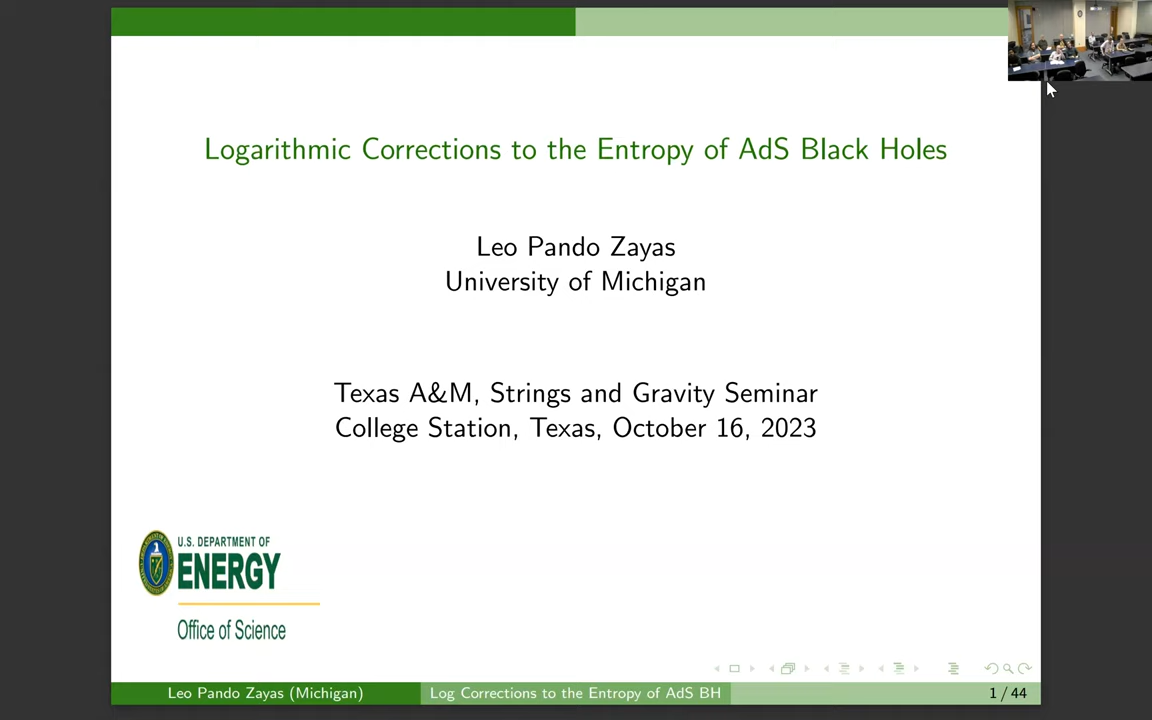 Logarithmic Corrections to the Entropy of AdS Black Holes
Leo Pando Zayas
University of Michigan
Texas A&M, Strings and Gravity Seminar
College Station, Texas, October 16, 2023
U.S. DEPARTMENT OF
ENERGY
Office of Science
Leo Pando Zayas (Michigan)
Log Corrections to the Entropy of AdS BH
1 / 44